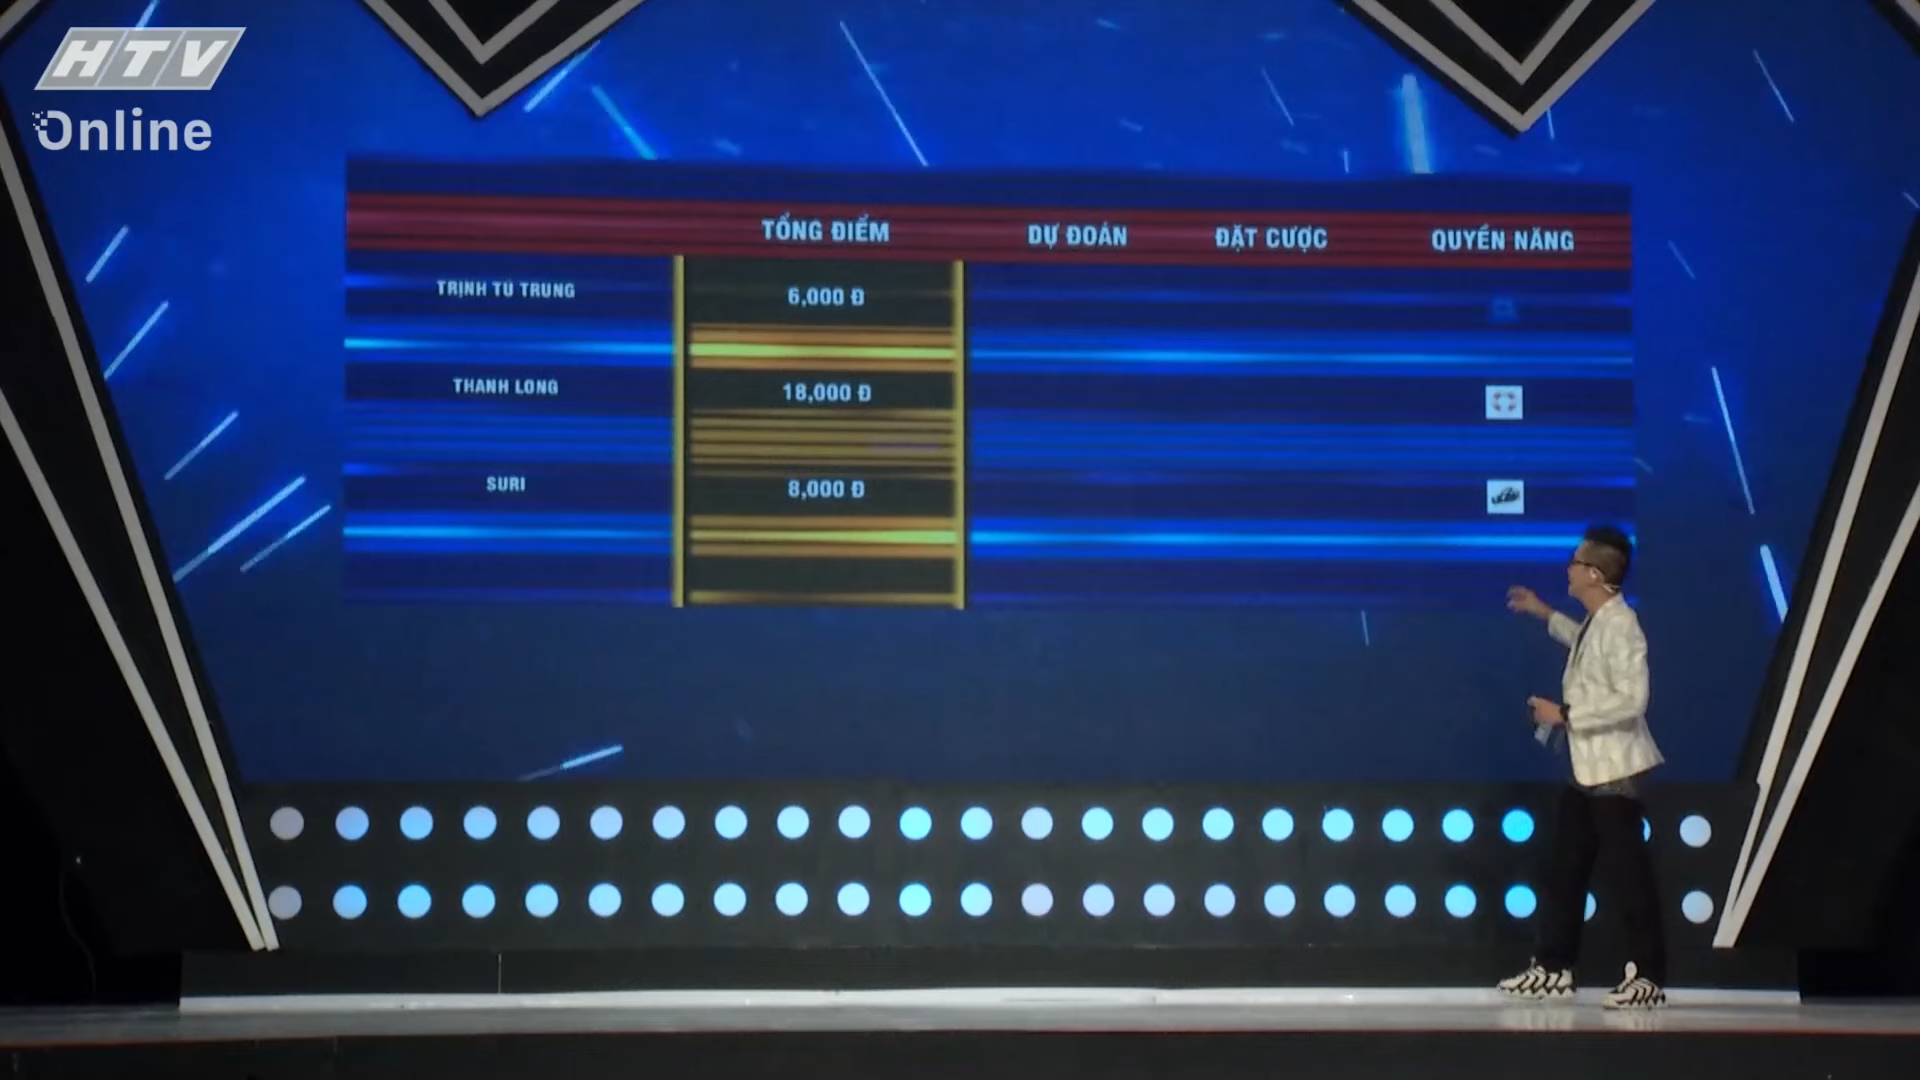 HTV
Online
TỔNG ĐIỂM DỰ ĐOÁN ĐẶT CƯỢC QUYỀN NĂNG
TRỊNH TÚ TRUNG 6,000 Đ
THANH LONG 18,000 Đ
SURI 8,000 Đ